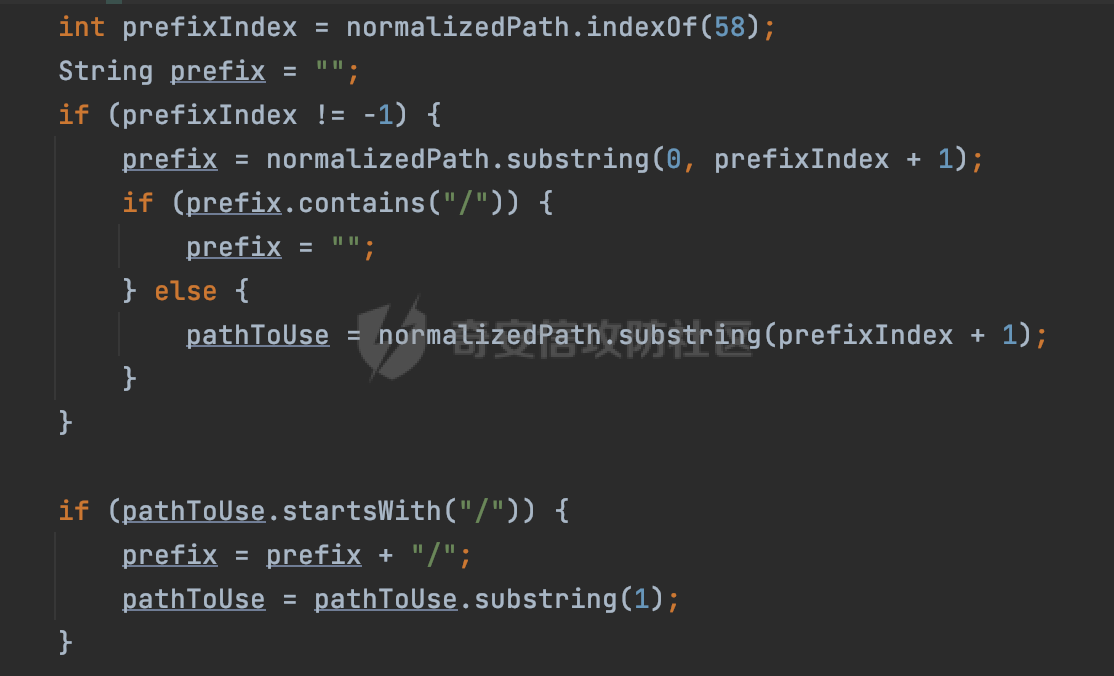 int prefixIndex = normalizedPath.indexOf(58);
String prefix = "";
if (prefixIndex != -1) {
    prefix = normalizedPath.substring(0, prefixIndex + 1);
    if (prefix.contains("/")) {
        prefix = "";
    } else {
        pathToUse = normalizedPath.substring(prefixIndex + 1);
    }
}

if (pathToUse.startsWith("/")) {
    prefix = prefix + "/";
    pathToUse = pathToUse.substring(1);
}
奇安信攻防社区